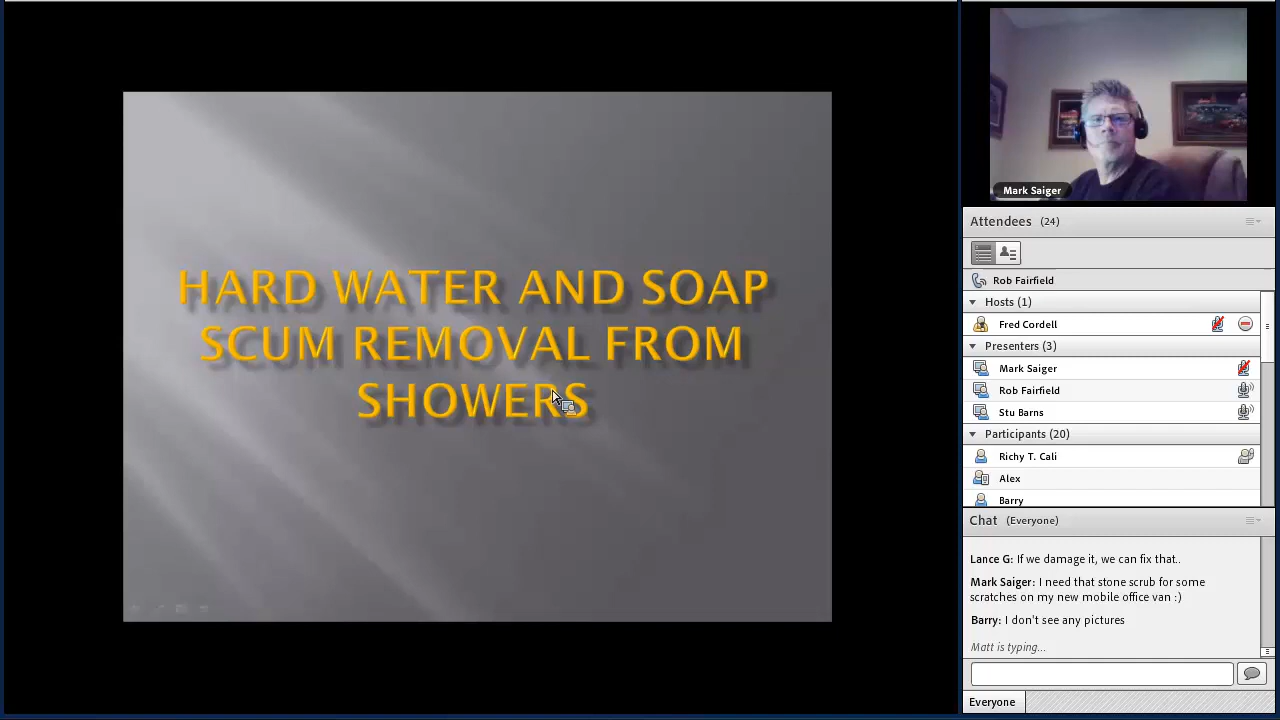 HARD WATER AND SOAP
SCUM REMOVAL FROM
SHOWERS
Mark Saiger
Attendees (24)
Rob Fairfield
Hosts (1)
Fred Cordell
Presenters (3)
Mark Saiger
Rob Fairfield
Stu Barns
Participants (20)
Richy T. Cali
Alex
Barry
Chat (Everyone)
Lance G: If we damage it, we can fix that..
Mark Saiger: I need that stone scrub for some
scratches on my new mobile office van :)
Barry: I don't see any pictures
Matt is typing...
Everyone